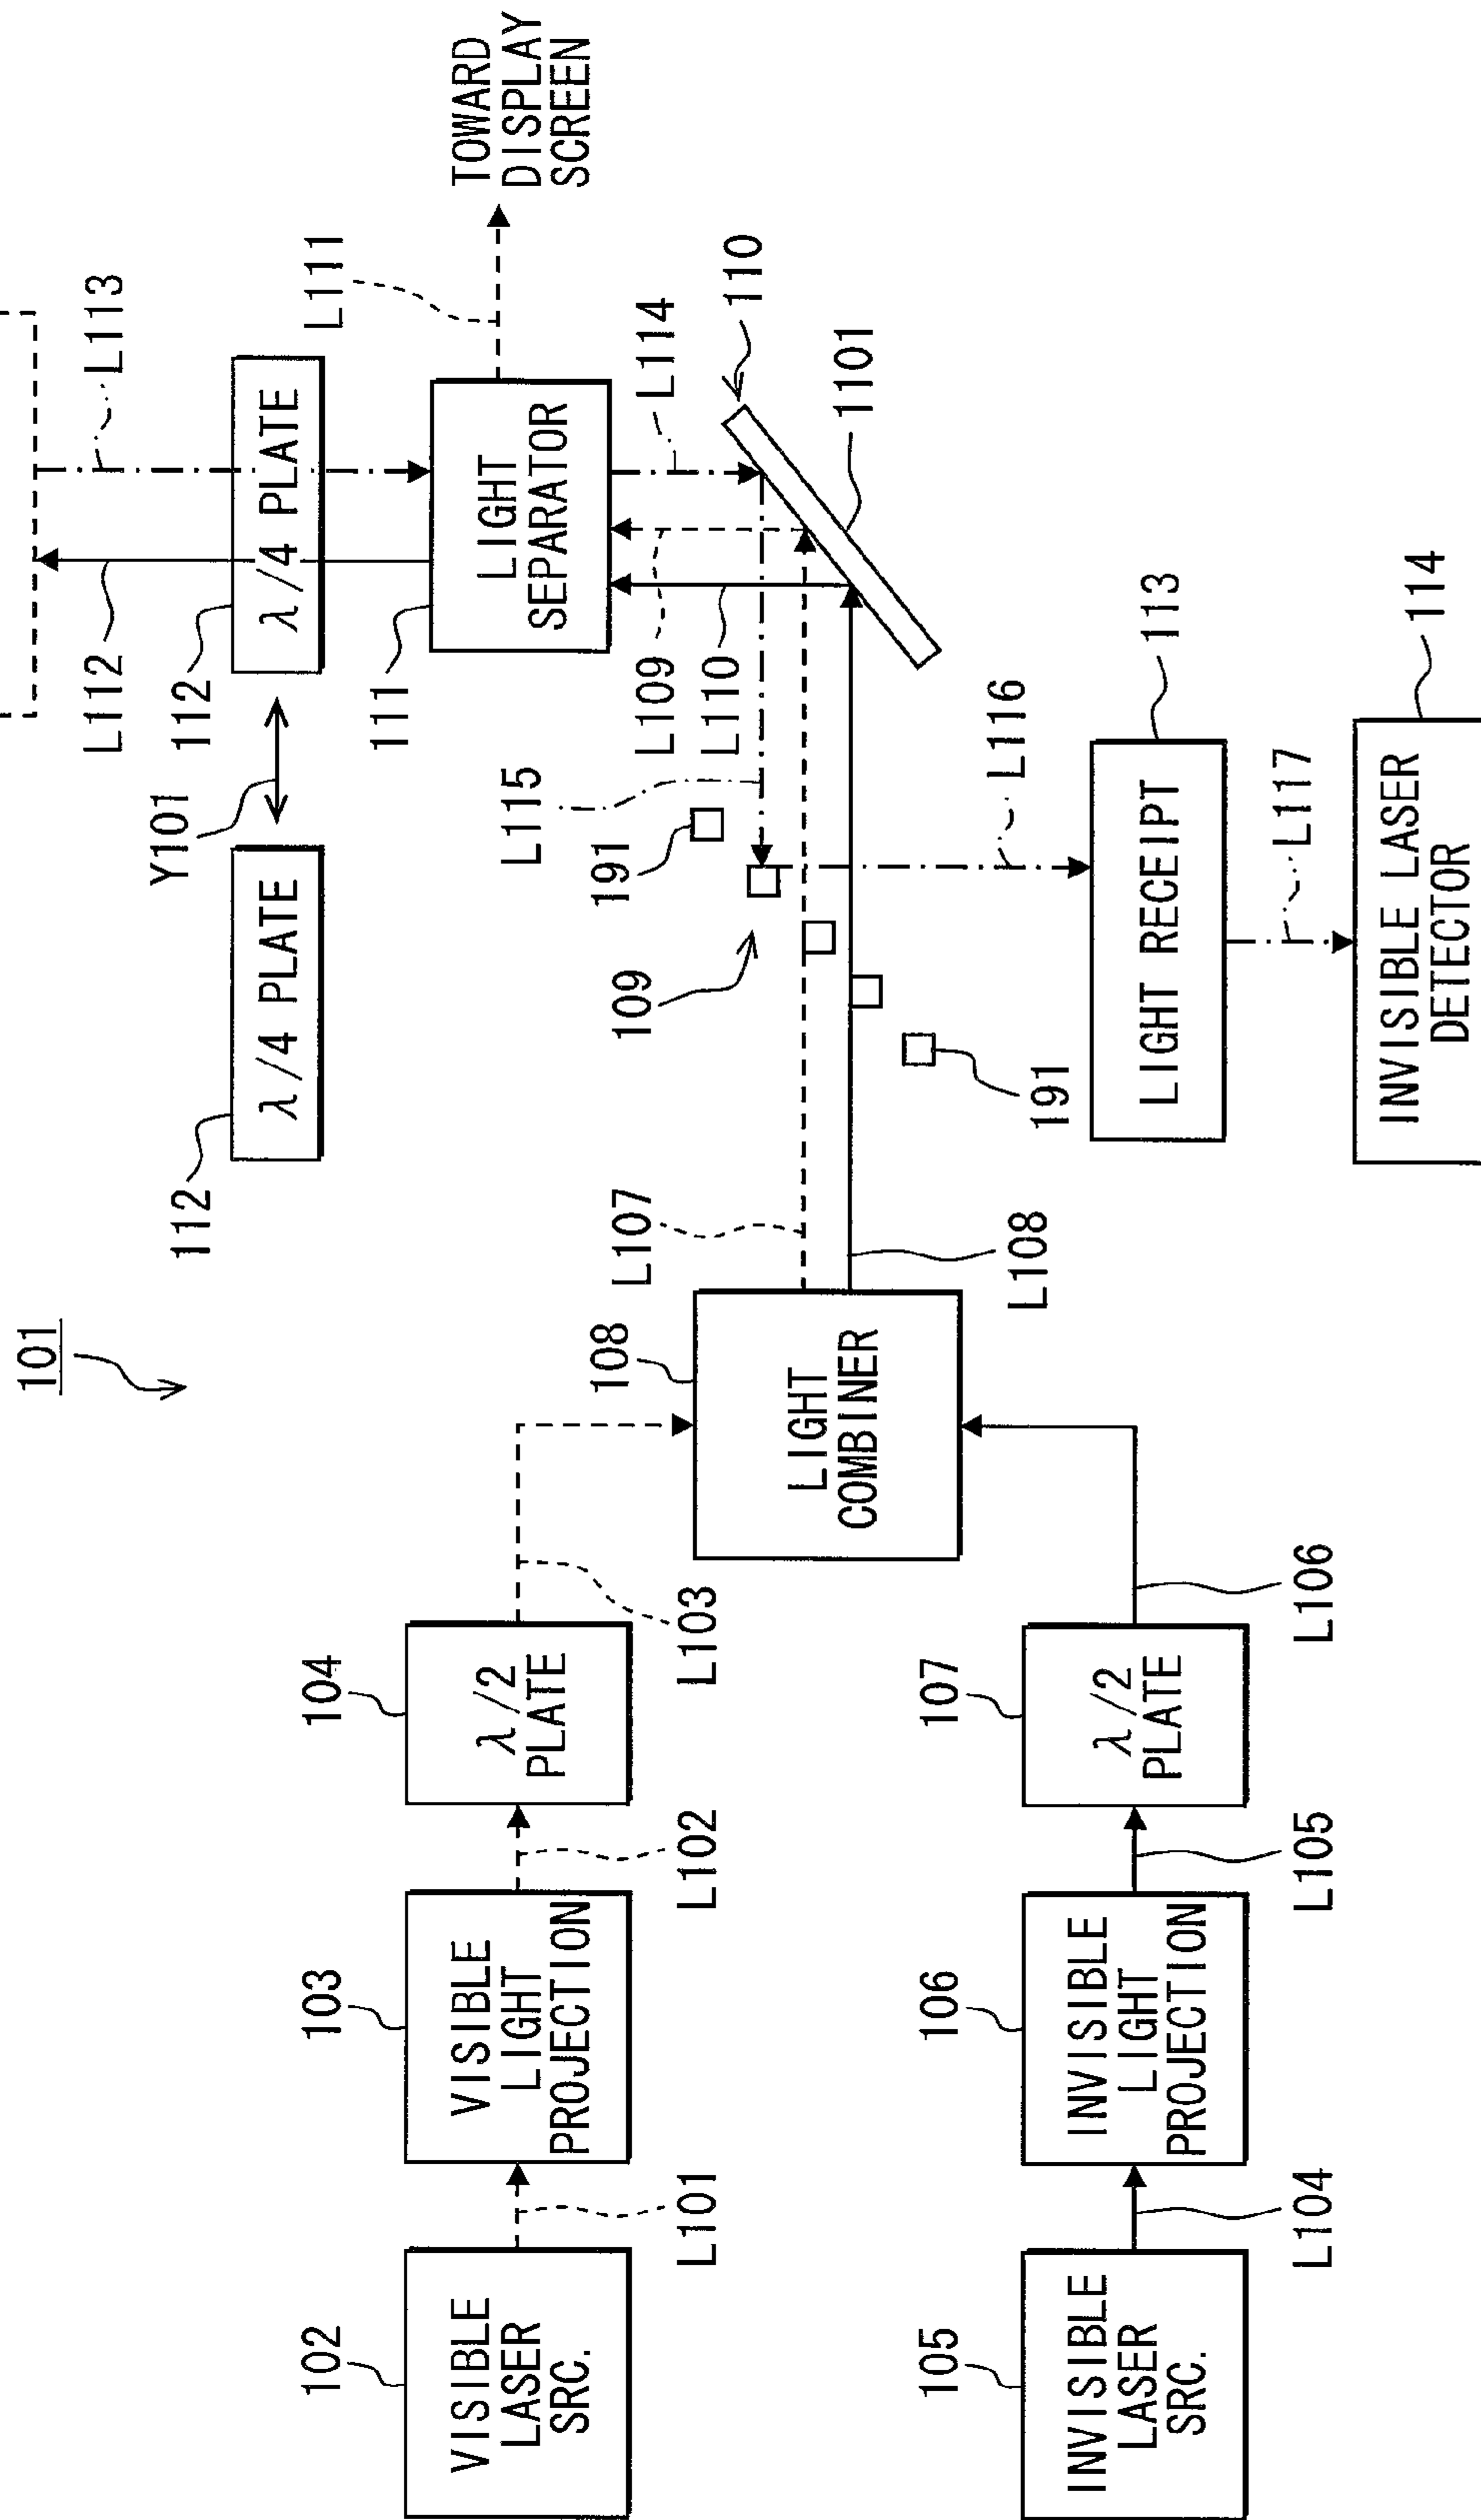 101
102
VISIBLE
LASER
SRC.
L101
103
VISIBLE
LIGHT
PROJECTION
L102
104
λ/2
PLATE
L103
105
INVISIBLE
LASER
SRC.
L104
106
INVISIBLE
LIGHT
PROJECTION
L105
107
λ/2
PLATE
L106
108
LIGHT
COMBINER
L107
L108
112
λ/4 PLATE
Y101
112
λ/4 PLATE
L112
L113
111
LIGHT
SEPARATOR
L111
TOWARD
DISPLAY
SCREEN
L109
L110
L114
110
1101
L115
191
109
191
L116
113
LIGHT RECEIPT
L117
114
INVISIBLE LASER
DETECTOR